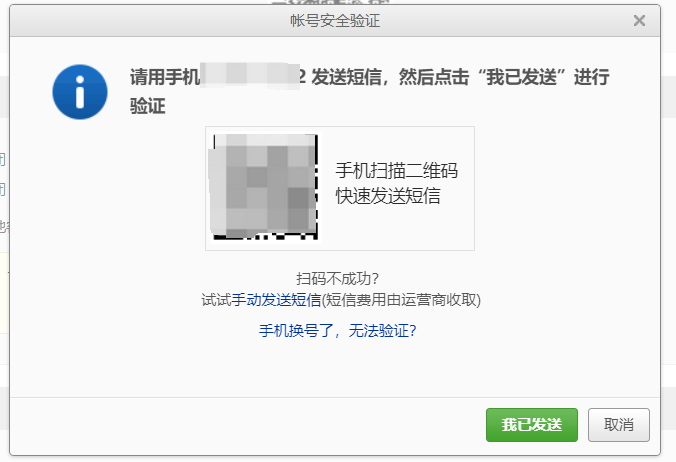 帐号安全验证
请用手机2 发送短信，然后点击“我已发送”进行
验证
手机扫描二维码
快速发送短信
扫码不成功?
试试手动发送短信(短信费用由运营商收取)
手机换号了，无法验证?
我已发送
取消